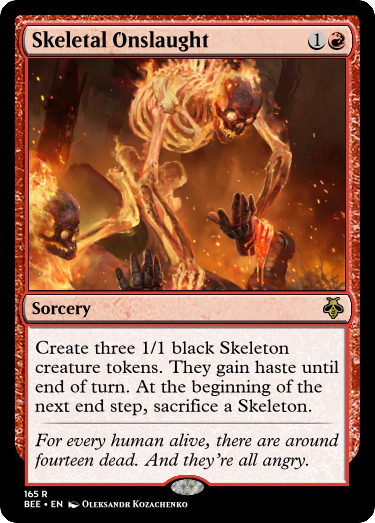 Skeletal Onslaught 1
Sorcery
Create three 1/1 black Skeleton
creature tokens. They gain haste until
end of turn. At the beginning of the
next end step, sacrifice a Skeleton.
For every human alive, there are around
fourteen dead. And they're all angry.
165 R
BEE • EN Oleksandr Kozachenko